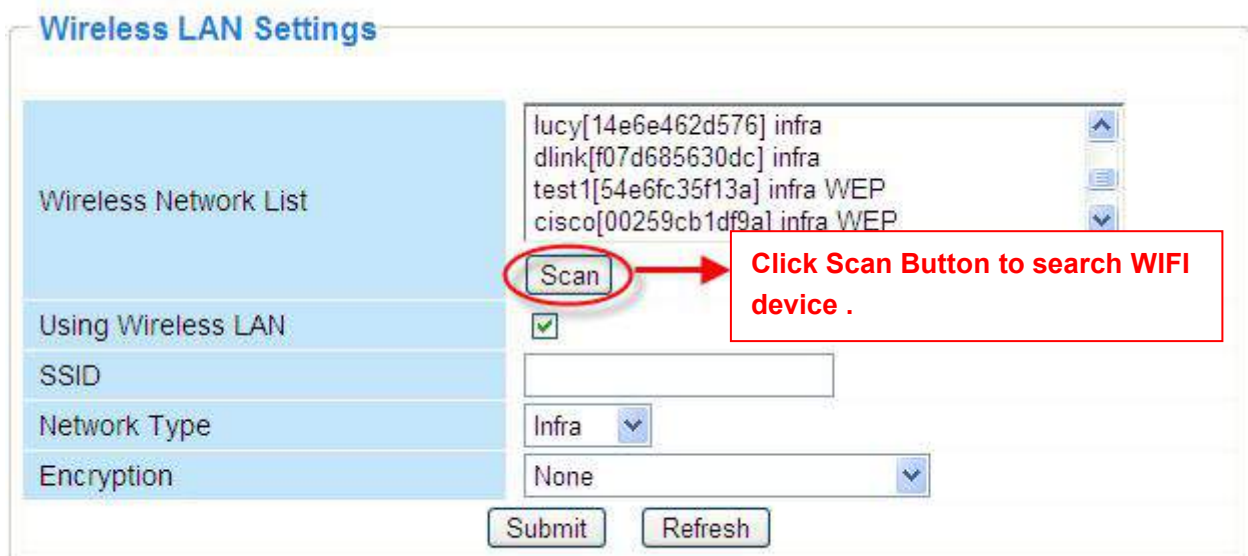 Wireless LAN Settings
Wireless Network List
lucy[14e6e462d576] infra
dlink[f07d685630dc] infra
test1[54e6fc35f13a] infra WEP
cisco[00259cb1df9a] infra WEP
Scan
Click Scan Button to search WIFI
device .
Using Wireless LAN
SSID
Network Type
Infra
Encryption
None
Submit
Refresh